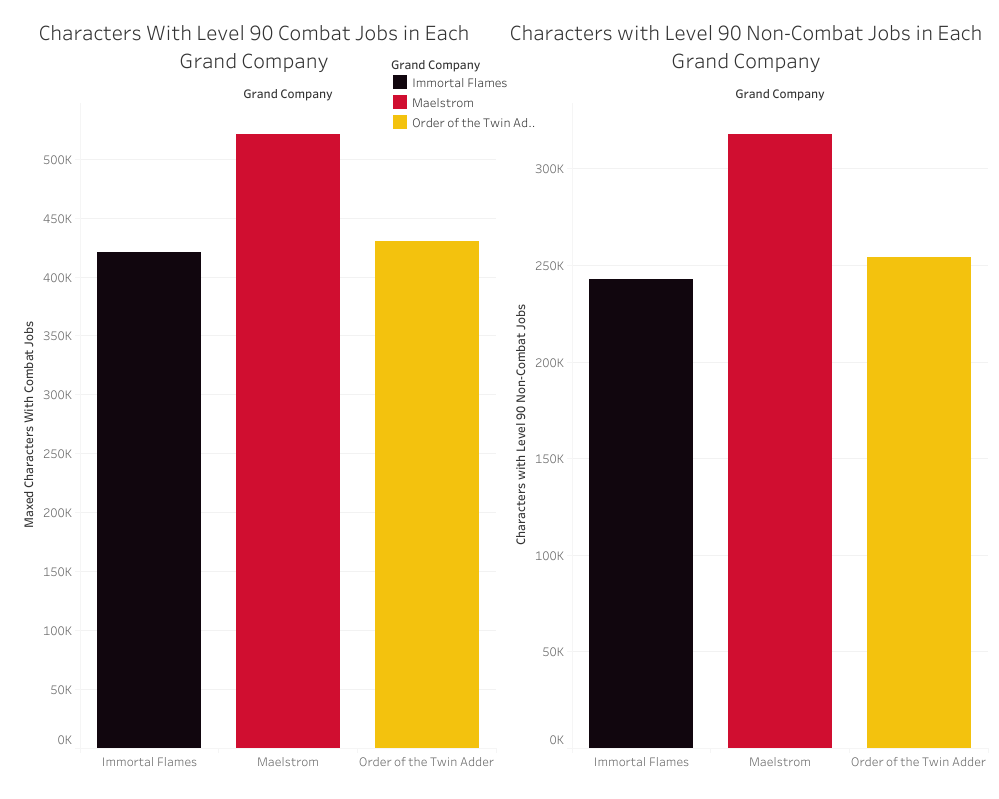 Characters With Level 90 Combat Jobs in Each
Grand Company
Grand Company
Immortal Flames
Maelstrom
Order of the Twin Ad..
Grand Company
Maxed Characters With Combat Jobs
500K
450K
400K
350K
300K
250K
200K
150K
100K
50K
0K
Immortal Flames
Maelstrom
Order of the Twin Adder
Characters with Level 90 Non-Combat Jobs in Each
Grand Company
Grand Company
Characters with Level 90 Non-Combat Jobs
300K
250K
200K
150K
100K
50K
0K
Immortal Flames
Maelstrom
Order of the Twin Adder